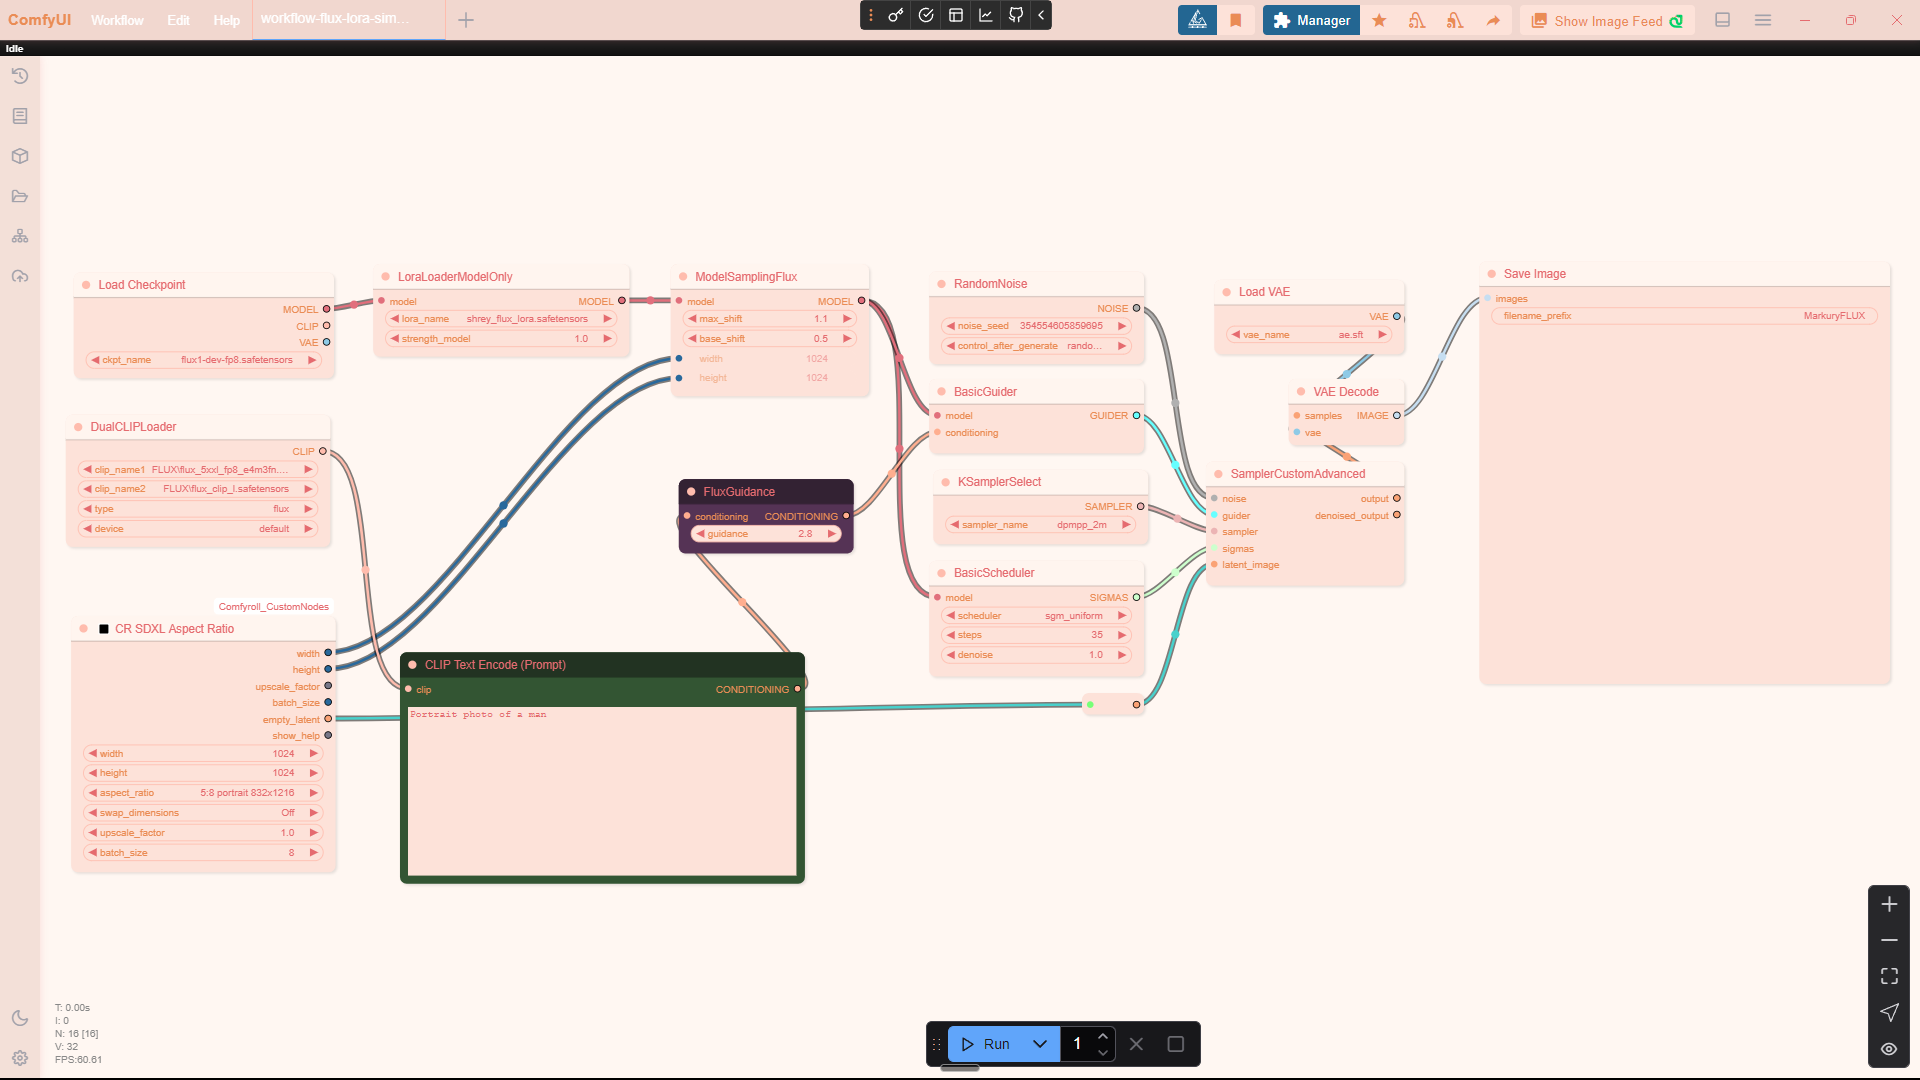 ComfyUI Workflow Edit Help workflow-flux-lora-sim...
Manager
Show Image Feed
Idle
Load Checkpoint
MODEL
CLIP
VAE
ckpt_name flux1-dev-fp8.safetensors
LoraLoaderModelOnly
model MODEL
lora_name shrey_flux_lora.safetensors
strength_model 1.0
ModelSamplingFlux
model MODEL
max_shift 1.1
base_shift 0.5
width 1024
height 1024
RandomNoise
NOISE
noise_seed 354554605859695
control_after_generate rando...
Load VAE
VAE
vae_name ae.sft
Save Image
images
filename_prefix MarkuryFLUX
DualCLIPLoader
CLIP
clip_name1 FLUX\flux_5xxl_fp8_e4m3fn....
clip_name2 FLUX\flux_clip_l.safetensors
type flux
device default
BasicGuider
model GUIDER
conditioning
VAE Decode
samples IMAGE
vae
FluxGuidance
conditioning CONDITIONING
guidance 2.8
KSamplerSelect
SAMPLER
sampler_name dpmpp_2m
SamplerCustomAdvanced
noise output
guider denoised_output
sampler
sigmas
latent_image
BasicScheduler
model SIGMAS
scheduler sgm_uniform
steps 35
denoise 1.0
Comfyroll_CustomNodes
CR SDXL Aspect Ratio
width
height
upscale_factor
batch_size
empty_latent
show_help
width 1024
height 1024
aspect_ratio 5:8 portrait 832x1216
swap_dimensions Off
upscale_factor 1.0
batch_size 8
CLIP Text Encode (Prompt)
clip CONDITIONING
Portrait photo of a man
T: 0.00s
I: 0
N: 16 [16]
V: 32
FPS:60.61
Run 1